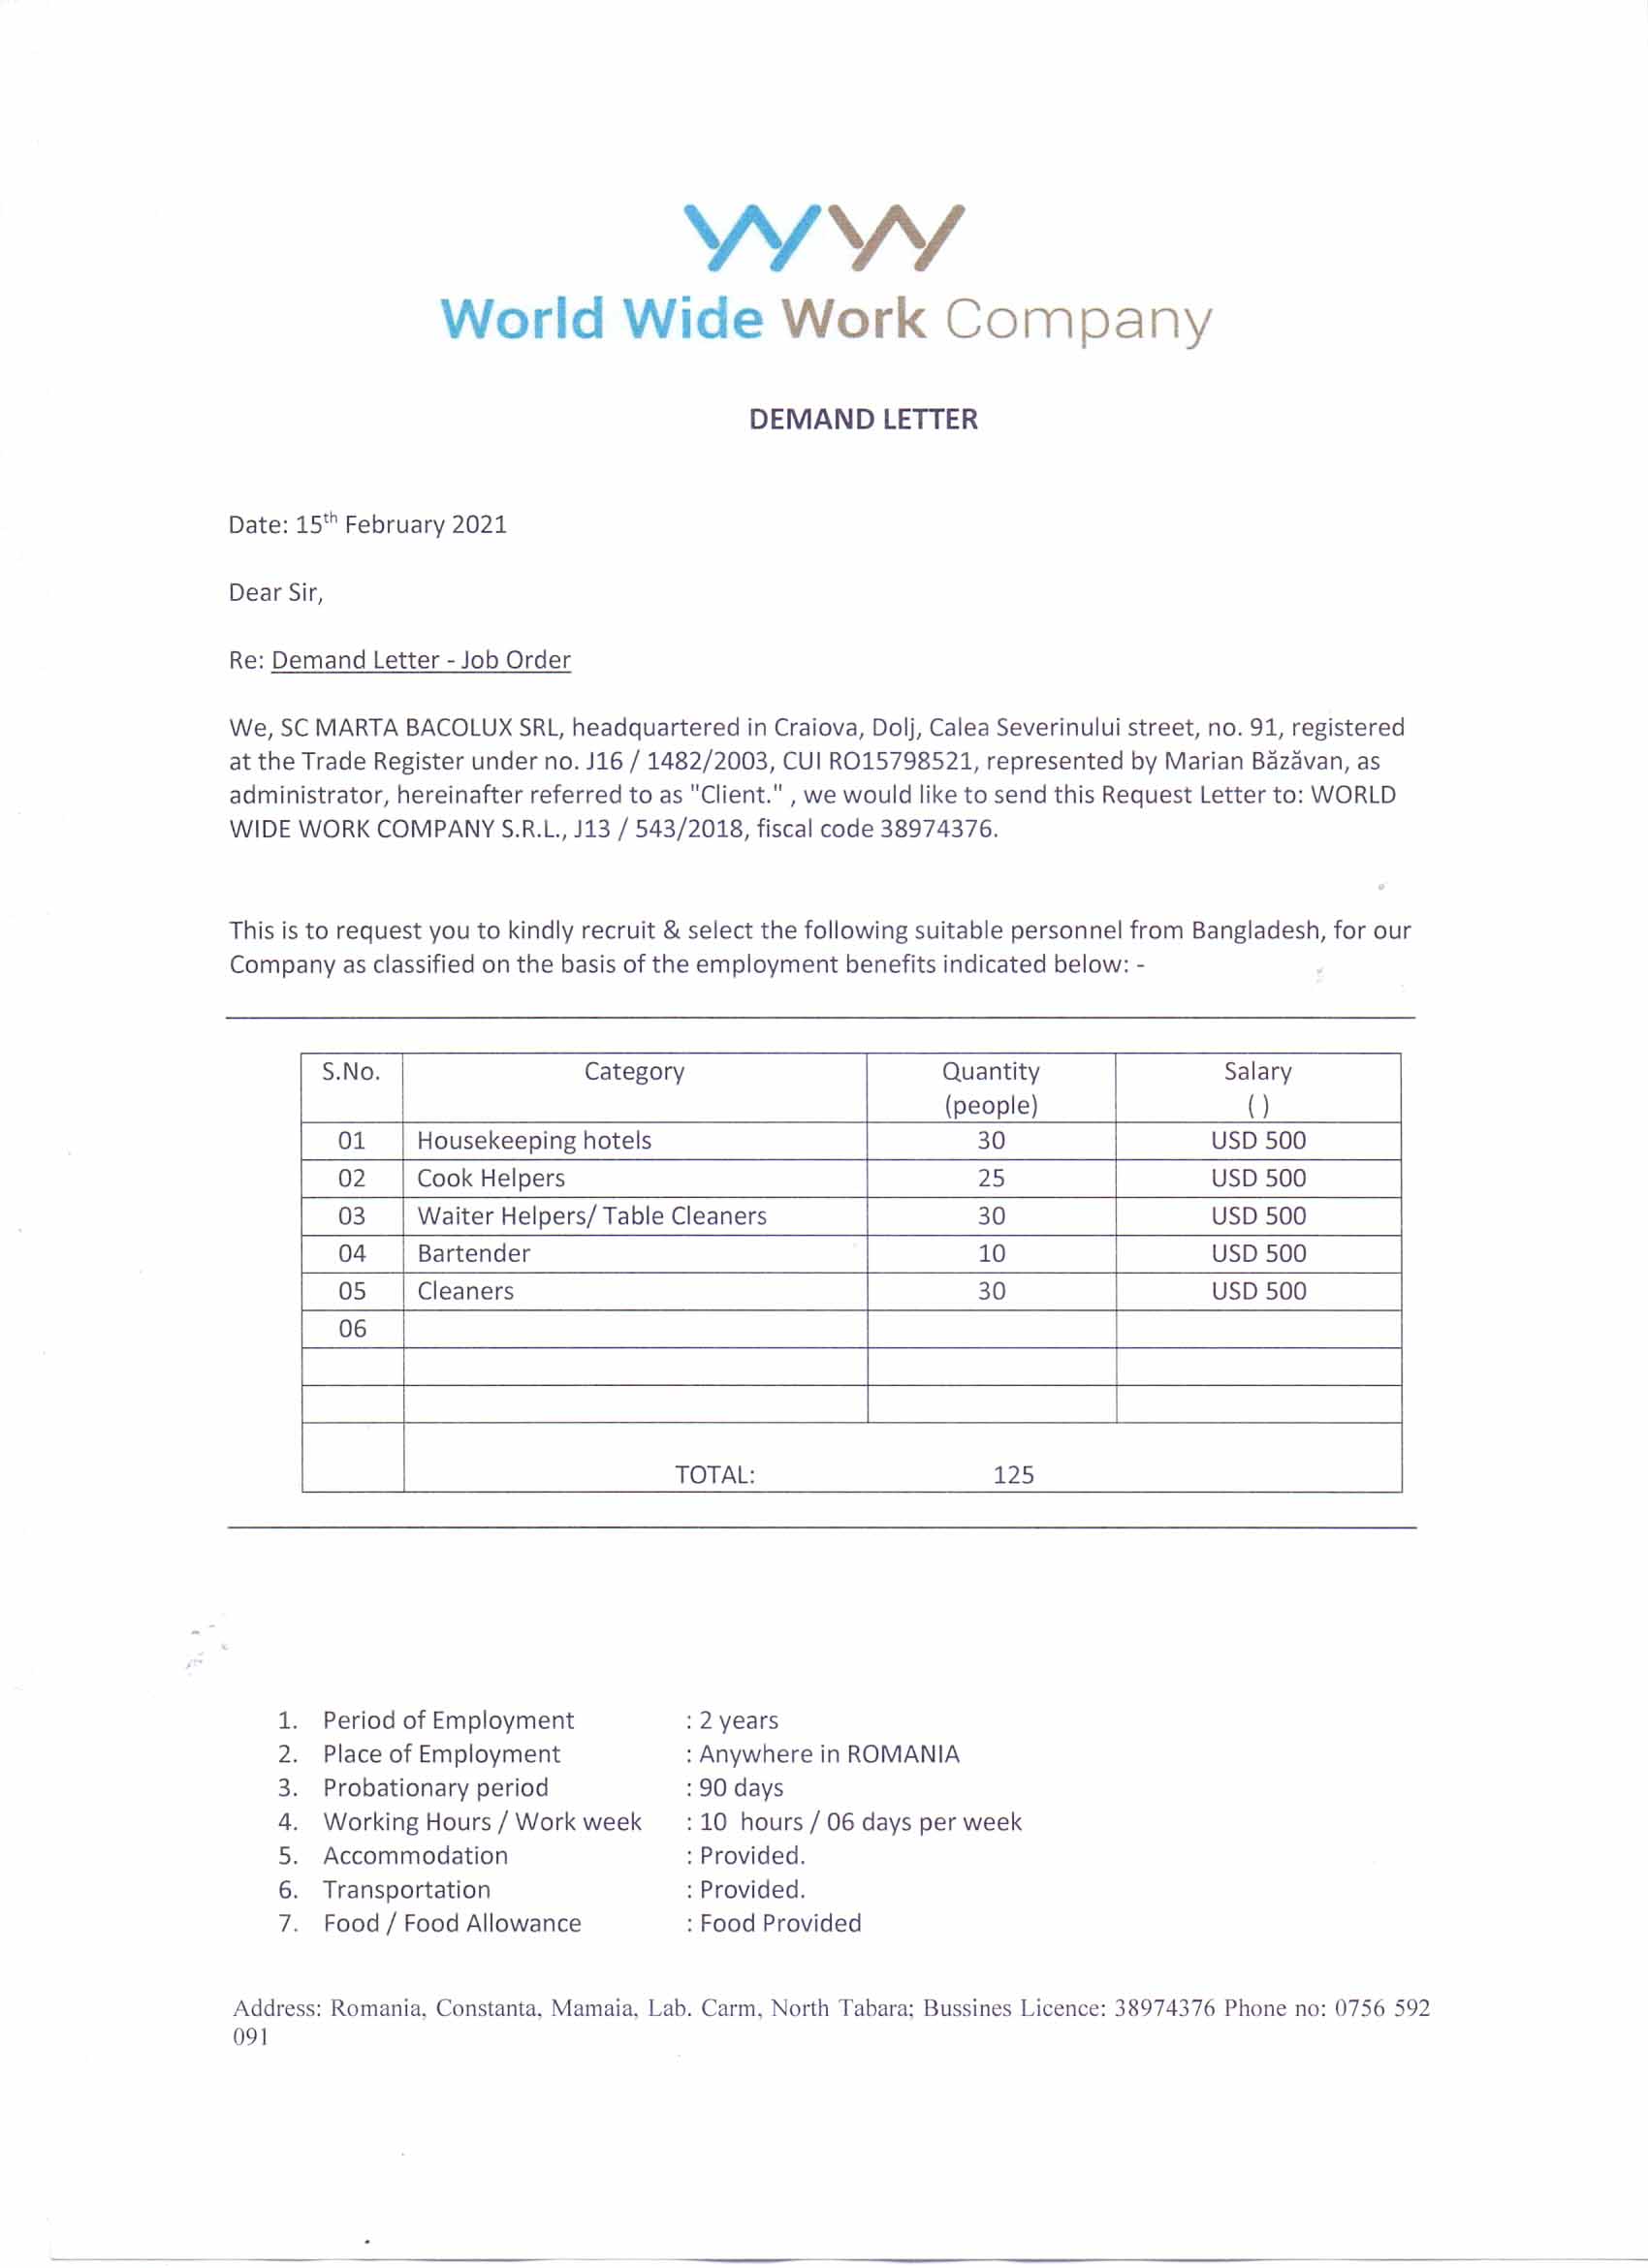 WW
World Wide Work Company
DEMAND LETTER
Date: 15th February 2021
Dear Sir,
Re: Demand Letter - Job Order
We, SC MARTA BACOLUX SRL, headquartered in Craiova, Dolj, Calea Severinului street, no. 91, registered
at the Trade Register under no. J16 / 1482/2003, CUI RO15798521, represented by Marian Băzăvan, as
administrator, hereinafter referred to as "Client." , we would like to send this Request Letter to: WORLD
WIDE WORK COMPANY S.R.L., J13 / 543/2018, fiscal code 38974376.
This is to request you to kindly recruit & select the following suitable personnel from Bangladesh, for our
Company as classified on the basis of the employment benefits indicated below: -
S.No. Category Quantity Salary
(people) ( )
01 Housekeeping hotels 30 USD 500
02 Cook Helpers 25 USD 500
03 Waiter Helpers/ Table Cleaners 30 USD 500
04 Bartender 10 USD 500
05 Cleaners 30 USD 500
06
TOTAL: 125
1. Period of Employment : 2 years
2. Place of Employment : Anywhere in ROMANIA
3. Probationary period : 90 days
4. Working Hours / Work week : 10 hours / 06 days per week
5. Accommodation : Provided.
6. Transportation : Provided.
7. Food / Food Allowance : Food Provided
Address: Romania, Constanta, Mamaia, Lab. Carm, North Tabara; Bussines Licence: 38974376 Phone no: 0756 592
091